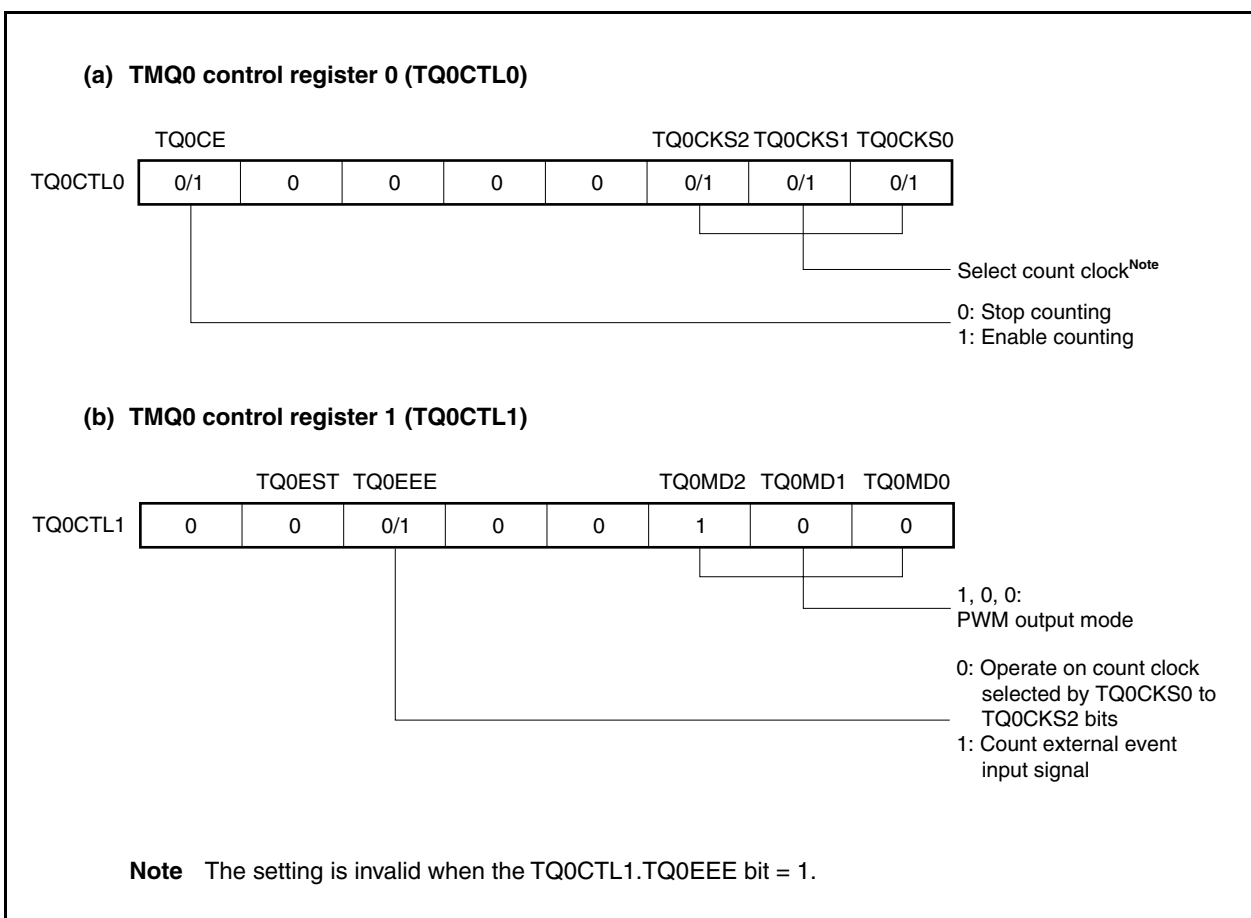 (a) TMQ0 control register 0 (TQ0CTL0)
TQ0CE TQ0CKS2 TQ0CKS1 TQ0CKS0
TQ0CTL0 0/1 0 0 0 0 0/1 0/1 0/1
Select count clockNote
0: Stop counting
1: Enable counting
(b) TMQ0 control register 1 (TQ0CTL1)
TQ0EST TQ0EEE TQ0MD2 TQ0MD1 TQ0MD0
TQ0CTL1 0 0 0/1 0 0 1 0 0
1, 0, 0:
PWM output mode
0: Operate on count clock
selected by TQ0CKS0 to
TQ0CKS2 bits
1: Count external event
input signal
Note The setting is invalid when the TQ0CTL1.TQ0EEE bit = 1.